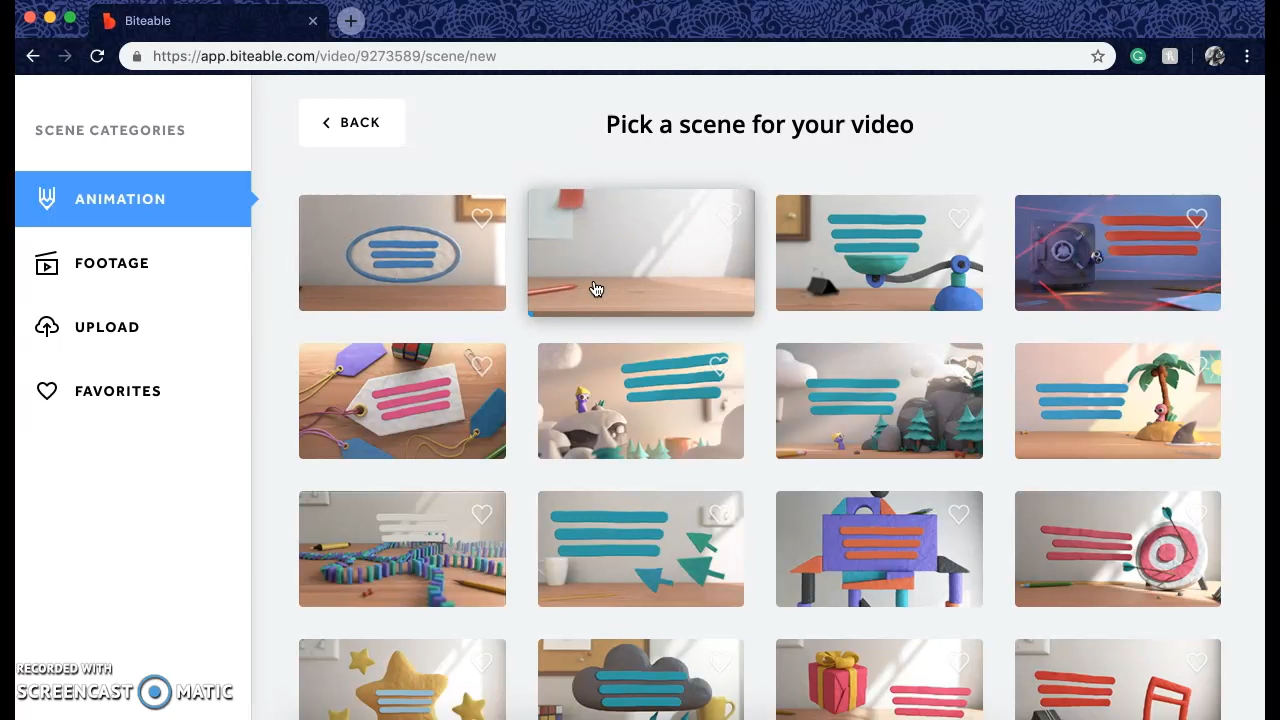 Biteable
https://app.biteable.com/video/9273589/scene/new
SCENE CATEGORIES
BACK
Pick a scene for your video
ANIMATION
FOOTAGE
UPLOAD
FAVORITES
RECORDED WITH
SCREENCAST MATIC